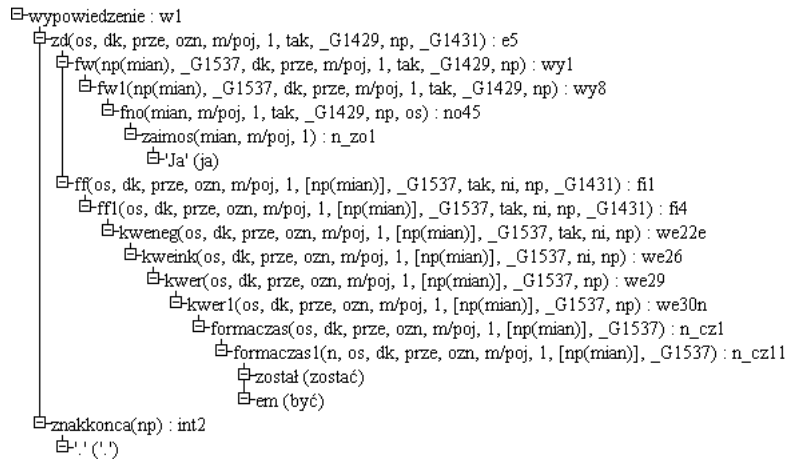 wypowiedzenie : w1
zd(os, dk, prze, ozn, m/poj, 1, tak, _G1429, np, _G1431) : e5
fw(np(mian), _G1537, dk, prze, m/poj, 1, tak, _G1429, np) : wy1
fw1(np(mian), _G1537, dk, prze, m/poj, 1, tak, _G1429, np) : wy8
fno(mian, m/poj, 1, tak, _G1429, np, os) : no45
zaimos(mian, m/poj, 1) : n_zo1
'Ja' (ja)
ff(os, dk, prze, ozn, m/poj, 1, [np(mian)], _G1537, tak, ni, np, _G1431) : fi1
ff1(os, dk, prze, ozn, m/poj, 1, [np(mian)], _G1537, tak, ni, np, _G1431) : fi4
kweneg(os, dk, prze, ozn, m/poj, 1, [np(mian)], _G1537, tak, ni, np) : we22e
kweink(os, dk, prze, ozn, m/poj, 1, [np(mian)], _G1537, ni, np) : we26
kwer(os, dk, prze, ozn, m/poj, 1, [np(mian)], _G1537, np) : we29
kwer1(os, dk, prze, ozn, m/poj, 1, [np(mian)], _G1537, np) : we30n
formaczas(os, dk, prze, ozn, m/poj, 1, [np(mian)], _G1537) : n_cz1
formaczas1(n, os, dk, prze, ozn, m/poj, 1, [np(mian)], _G1537) : n_cz11
został (zostać)
em (być)
znakkonca(np) : int2
'.' ('.')